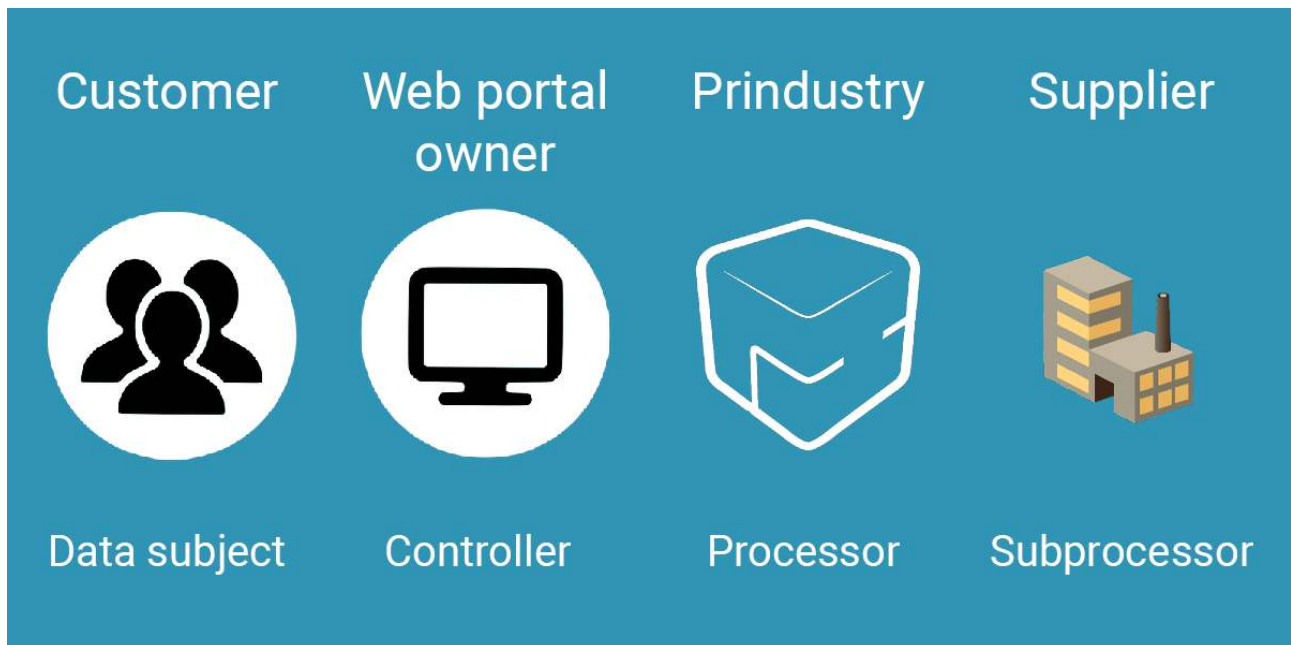 Customer
Web portal
owner
Prindustry
Supplier
Data subject
Controller
Processor
Subprocessor